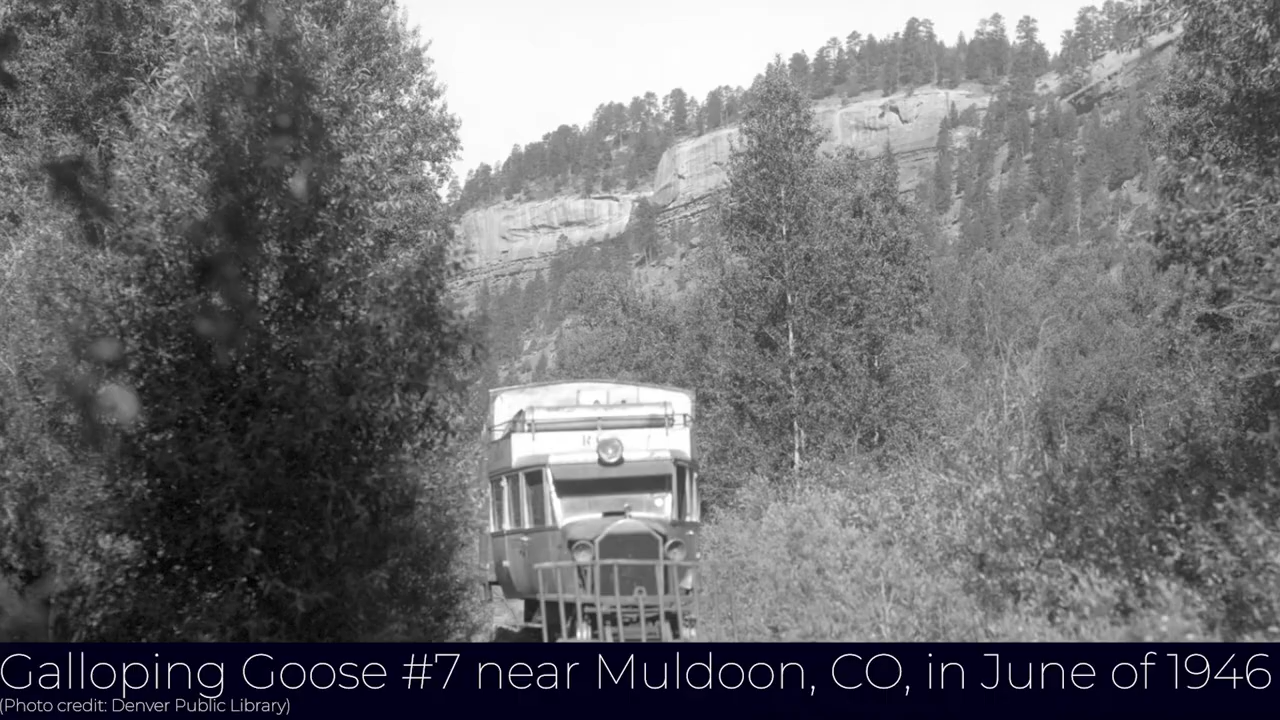 Galloping Goose #7 near Muldoon, CO, in June of 1946
(Photo credit: Denver Public Library)